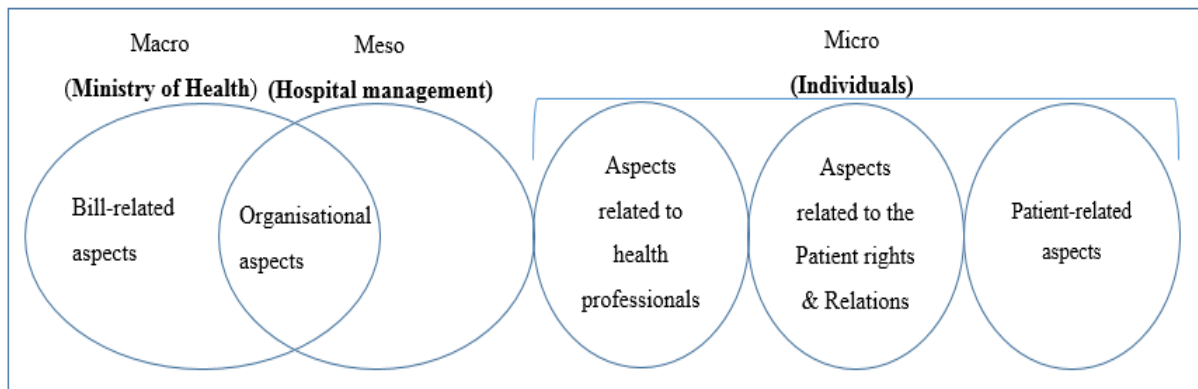 Macro
(Ministry of Health)
Meso
(Hospital management)
Micro
(Individuals)
Bill-related
aspects
Organisational
aspects
Aspects
related to
health
professionals
Aspects
related to the
Patient rights
& Relations
Patient-related
aspects